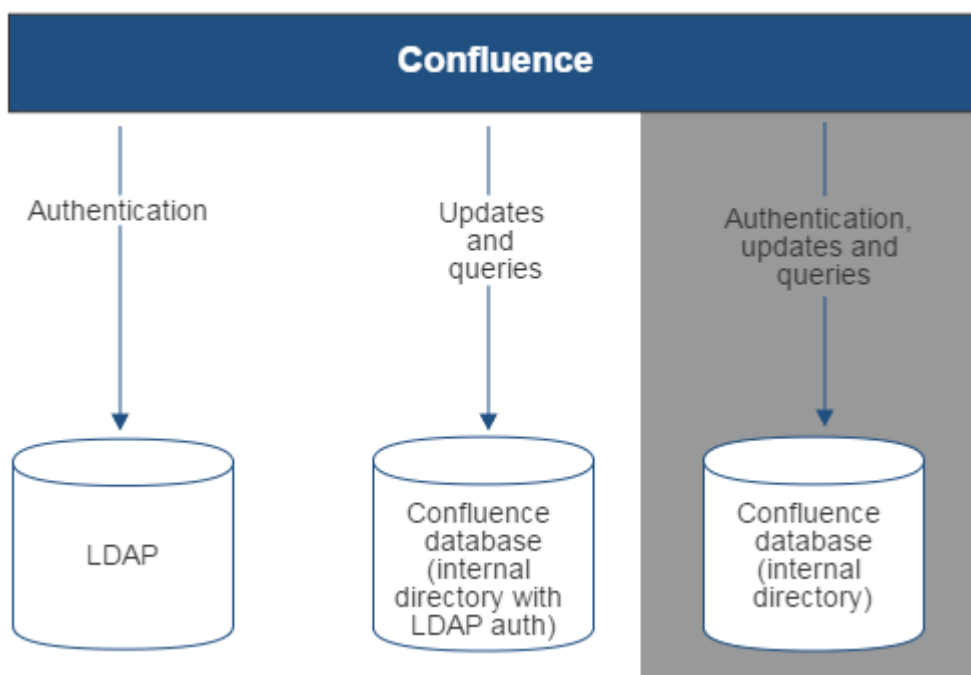 Confluence
Authentication
Updates
and
queries
Authentication,
updates and
queries
LDAP
Confluence
database
(internal
directory with
LDAP auth)
Confluence
database
(internal
directory)